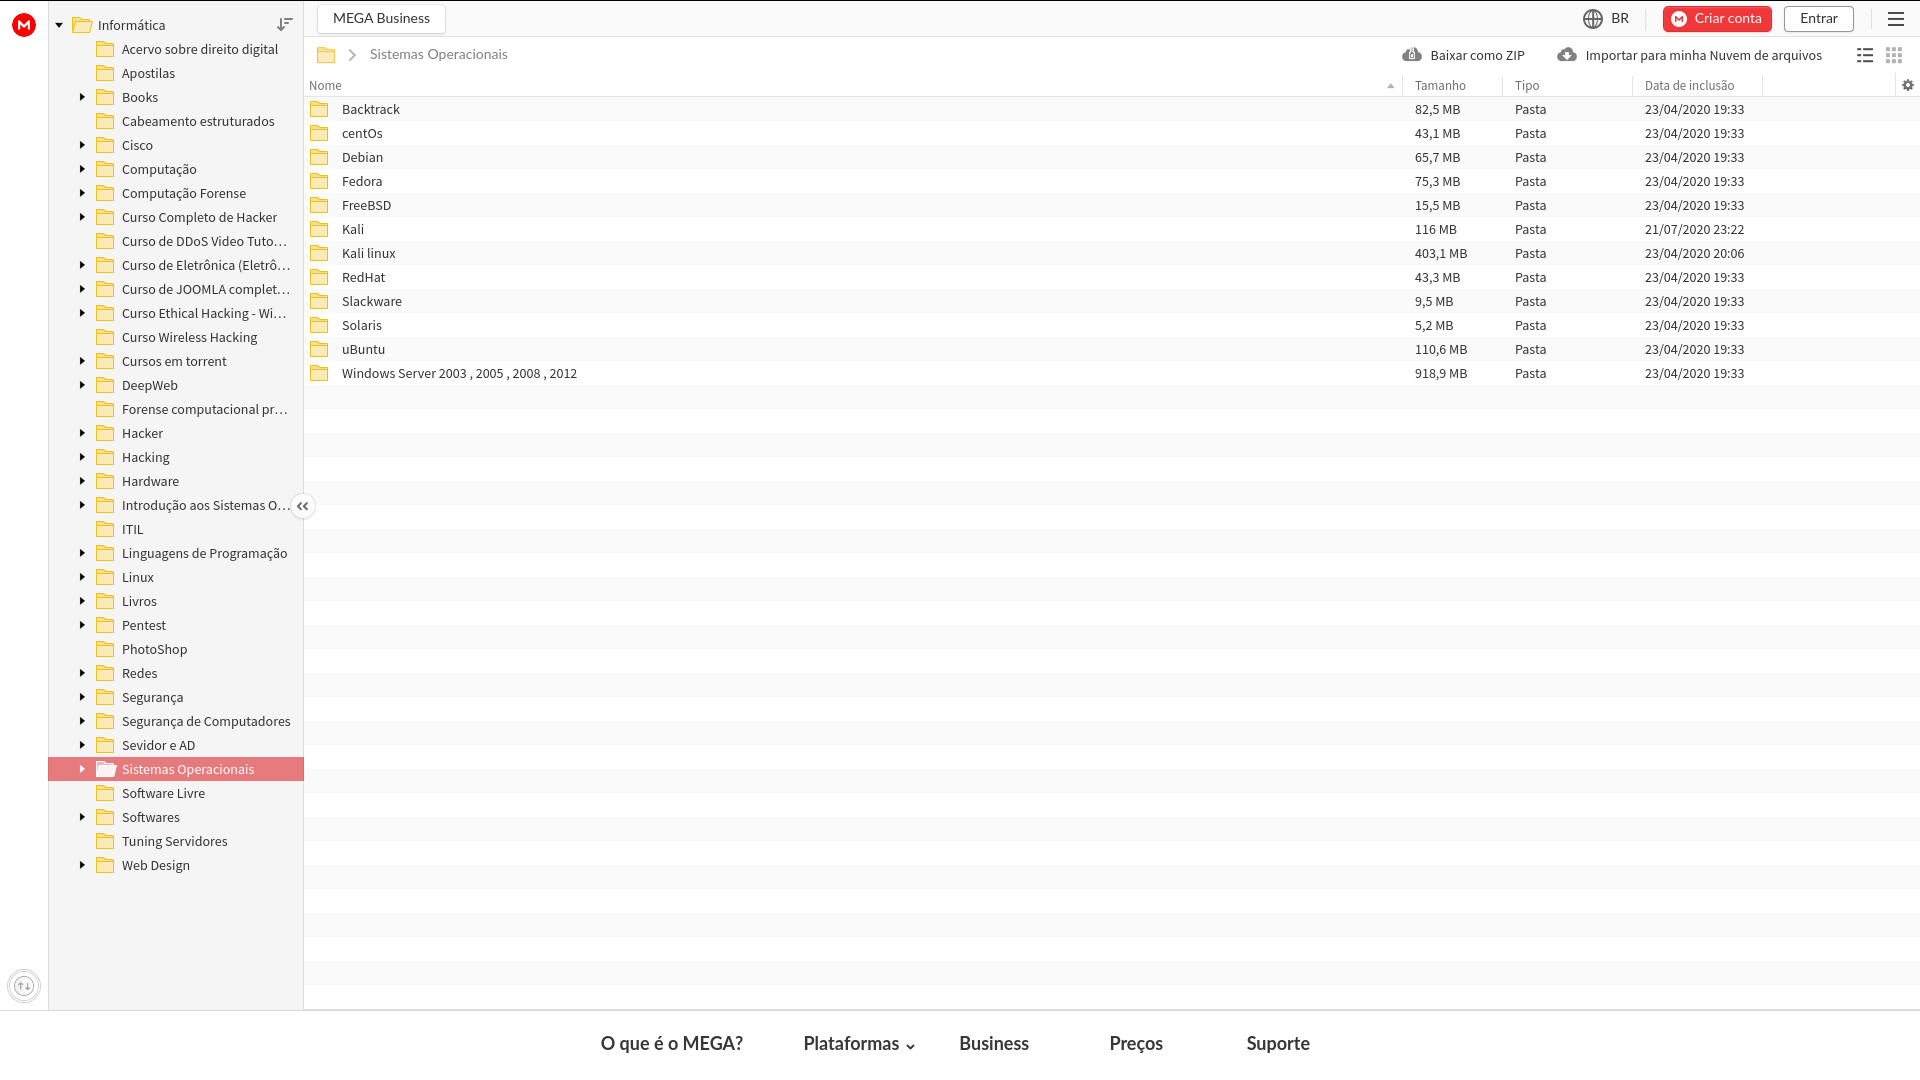 MEGA Business
BR
Criar conta
Entrar
Informática
Acervo sobre direito digital
Apostilas
Books
Cabeamento estruturados
Cisco
Computação
Computação Forense
Curso Completo de Hacker
Curso de DDoS Video Tuto...
Curso de Eletrônica (Eletrô...
Curso de JOOMLA complet...
Curso Ethical Hacking - Wi...
Curso Wireless Hacking
Cursos em torrent
DeepWeb
Forense computacional pr...
Hacker
Hacking
Hardware
Introdução aos Sistemas O...
ITIL
Linguagens de Programação
Linux
Livros
Pentest
PhotoShop
Redes
Segurança
Segurança de Computadores
Sevidor e AD
Sistemas Operacionais
Software Livre
Softwares
Tuning Servidores
Web Design
Sistemas Operacionais
Baixar como ZIP
Importar para minha Nuvem de arquivos
Nome Tamanho Tipo Data de inclusão
Backtrack 82,5 MB Pasta 23/04/2020 19:33
centOs 43,1 MB Pasta 23/04/2020 19:33
Debian 65,7 MB Pasta 23/04/2020 19:33
Fedora 75,3 MB Pasta 23/04/2020 19:33
FreeBSD 15,5 MB Pasta 23/04/2020 19:33
Kali 116 MB Pasta 21/07/2020 23:22
Kali linux 403,1 MB Pasta 23/04/2020 20:06
RedHat 43,3 MB Pasta 23/04/2020 19:33
Slackware 9,5 MB Pasta 23/04/2020 19:33
Solaris 5,2 MB Pasta 23/04/2020 19:33
uBuntu 110,6 MB Pasta 23/04/2020 19:33
Windows Server 2003 , 2005 , 2008 , 2012 918,9 MB Pasta 23/04/2020 19:33
O que é o MEGA? Plataformas Business Preços Suporte